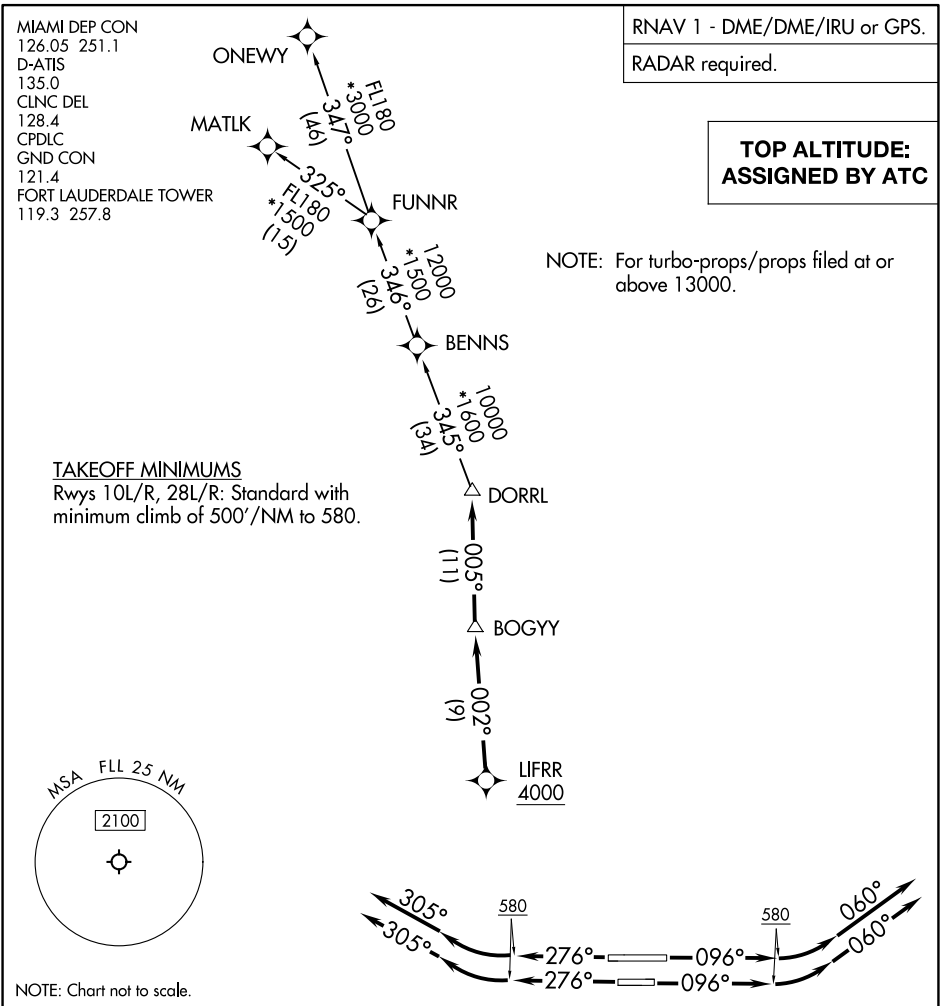 MIAMI DEP CON
126.05 251.1
D-ATIS
135.0
CLNC DEL
128.4
CPDLC
GND CON
121.4
FORT LAUDERDALE TOWER
119.3 257.8
RNAV 1 - DME/DME/IRU or GPS.
RADAR required.
TOP ALTITUDE:
ASSIGNED BY ATC
NOTE: For turbo-props/props filed at or
above 13000.
ONEWY
FL180
*3000
347°
(46)
MATLK
325°
FL180
*1500
(15)
FUNNR
12000
*1500
346°
(26)
BENNS
10000
*1600
345°
(34)
TAKEOFF MINIMUMS
Rwys 10L/R, 28L/R: Standard with
minimum climb of 500'/NM to 580.
DORRL
005°
(11)
BOGYY
002°
(9)
LIFRR
4000
MSA FLL 25 NM
2100
305°
305°
580
276°
276°
096°
096°
580
060°
060°
NOTE: Chart not to scale.